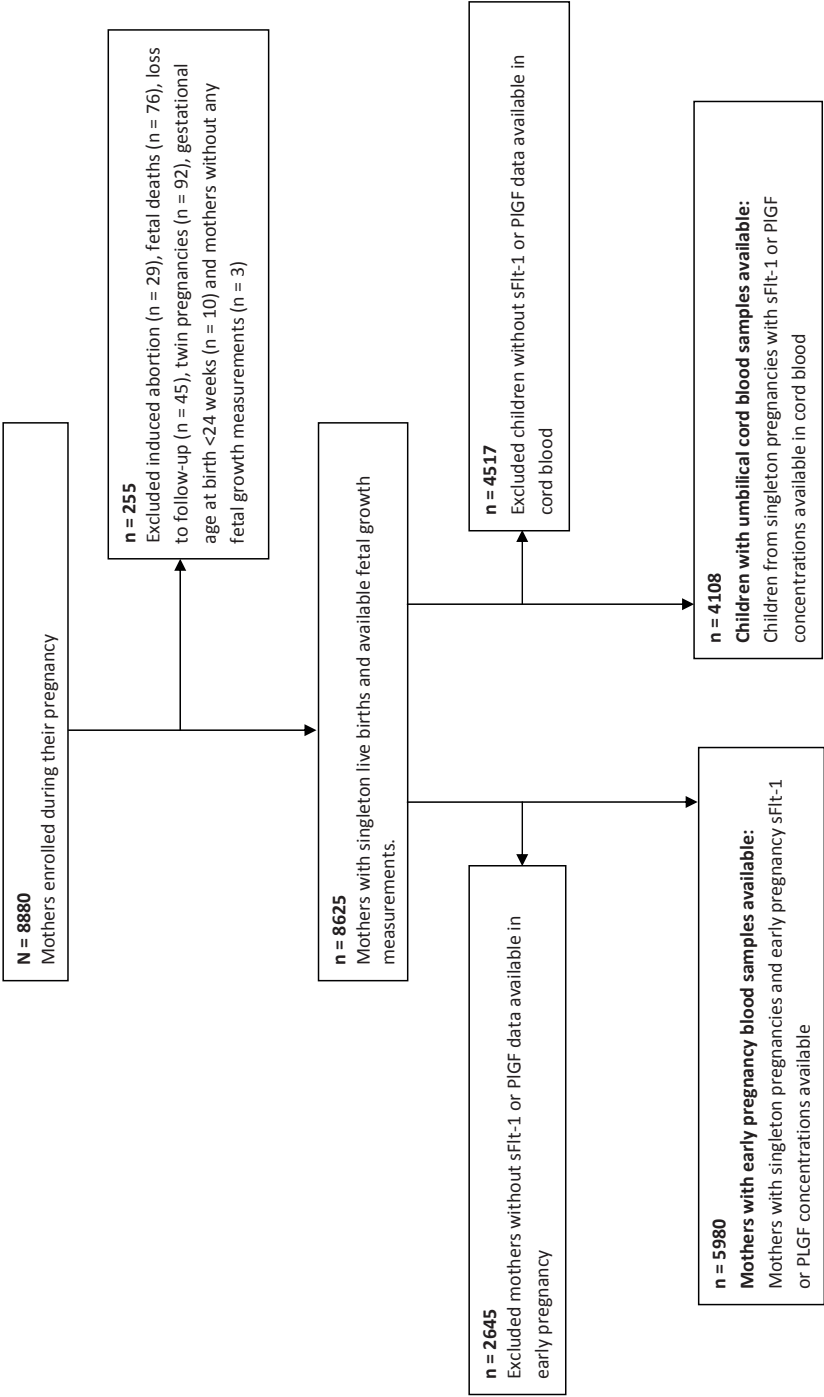 N = 8880
Mothers enrolled during their pregnancy
n = 255
Excluded induced abortion (n = 29), fetal deaths (n = 76), loss
to follow-up (n = 45), twin pregnancies (n = 92), gestational
age at birth <24 weeks (n = 10) and mothers without any
fetal growth measurements (n = 3)
n = 8625
Mothers with singleton live births and available fetal growth
measurements.
n = 2645
Excluded mothers without sFlt-1 or PlGF data available in
early pregnancy
n = 4517
Excluded children without sFlt-1 or PlGF data available in
cord blood
n = 5980
Mothers with early pregnancy blood samples available:
Mothers with singleton pregnancies and early pregnancy sFlt-1
or PLGF concentrations available
n = 4108
Children with umbilical cord blood samples available:
Children from singleton pregnancies with sFlt-1 or PlGF
concentrations available in cord blood